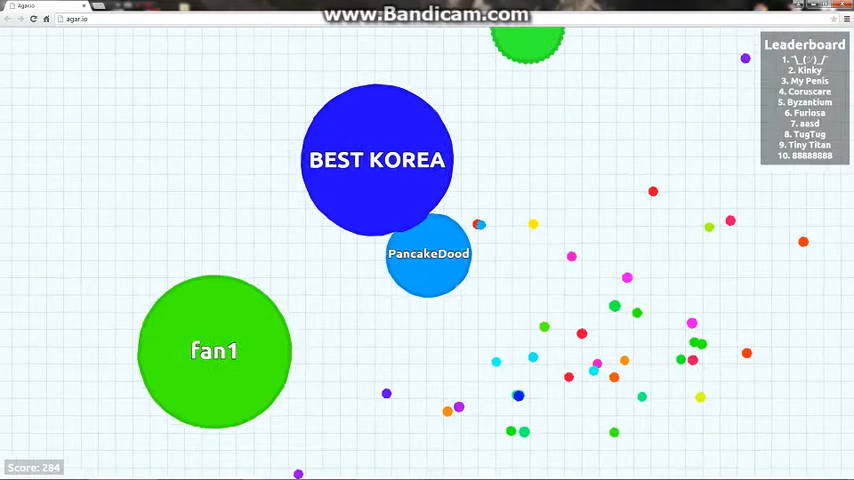 Agar.io
www.Bandicam.com
agar.io
Leaderboard
1. ¯\_(ツ)_/¯
2. Kinky
3. My Penis
4. Coruscare
5. Byzantium
6. Furiosa
7. aasd
8. TugTug
9. Tiny Titan
10. 88888888
BEST KOREA
PancakeDood
fan1
Score: 284